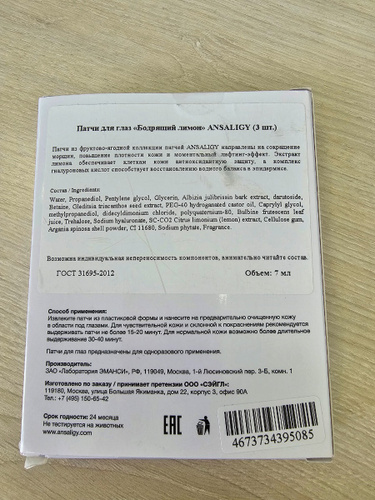 Патчи для глаз «Бодрящий лимон» ANSALIGY (3 шт.)
Патчи из фруктово-ягодной коллекции патчей ANSALIGY направлены на сокращение
морщин, повышение плотности кожи и моментальный лифтинг-эффект. Экстракт
лимона обеспечивает клеткам кожи антиоксидантную защиту, а комплекс
гиалуроновых кислот способствует восстановлению водного баланса в эпидермисе.
Состав / Ingredients:
Water, Propanediol, Pentylene glycol, Glycerin, Albizia julibrissin bark extract, darutoside,
Betaine, Gleditsia triacanthos seed extract, PEG-40 hydrogenated castor oil, Caprylyl glycol,
methylpropanediol, didecyldimonium chloride, polyquaternium-80, Bulbine frutescens leaf
juice, Trehalose, Sodium hyaluronate, SC-CO2 Citrus limonium (lemon) extract, Cellulose gum,
Argania spinosa shell powder, CI 11680, Sodium phytate, Fragrance.
Возможна индивидуальная непереносимость компонентов, внимательно читайте состав.
ГОСТ 31695-2012
Объем: 7 мл
Способ применения:
Извлеките патчи из пластиковой формы и нанесите на предварительно очищенную кожу
в области под глазами. Для чувствительной кожи и склонной к покраснениям рекомендуется
выдерживать патчи не более 15-20 минут. Для нормальной кожи возможно более длительное
выдерживание 30-40 минут.
Патчи для глаз предназначены для одноразового применения.
Производитель:
ЗАО «Лаборатория ЭМАНСИ», РФ, 119049, Москва, 1-й Люсиновский пер. 3-Б, комн. 1
Изготовлено по заказу / принимает претензии ООО «СЭЙГЛ»:
119180, Москва, улица Большая Якиманка, дом 22, корпус 3, офис 90А
Тел.: +7 (495) 150-65-42
Срок годности: 24 месяца
Не тестируется на животных
www.ansaligy.com
EAC
4673734395085